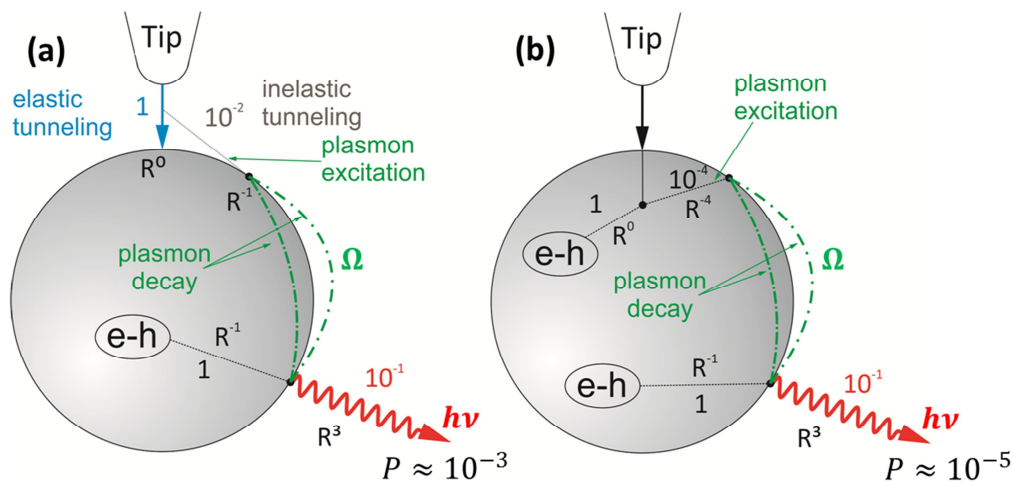 (a)
Tip
elastic
tunneling
1
10⁻²
inelastic
tunneling
plasmon
excitation
R⁰
R⁻¹
plasmon
decay
Ω
e-h
R⁻¹
1
10⁻¹
hν
R³
P ≈ 10⁻³
(b)
Tip
plasmon
excitation
1
10⁻⁴
R⁻⁴
R⁰
e-h
plasmon
decay
Ω
e-h
R⁻¹
1
10⁻¹
hν
R³
P ≈ 10⁻⁵